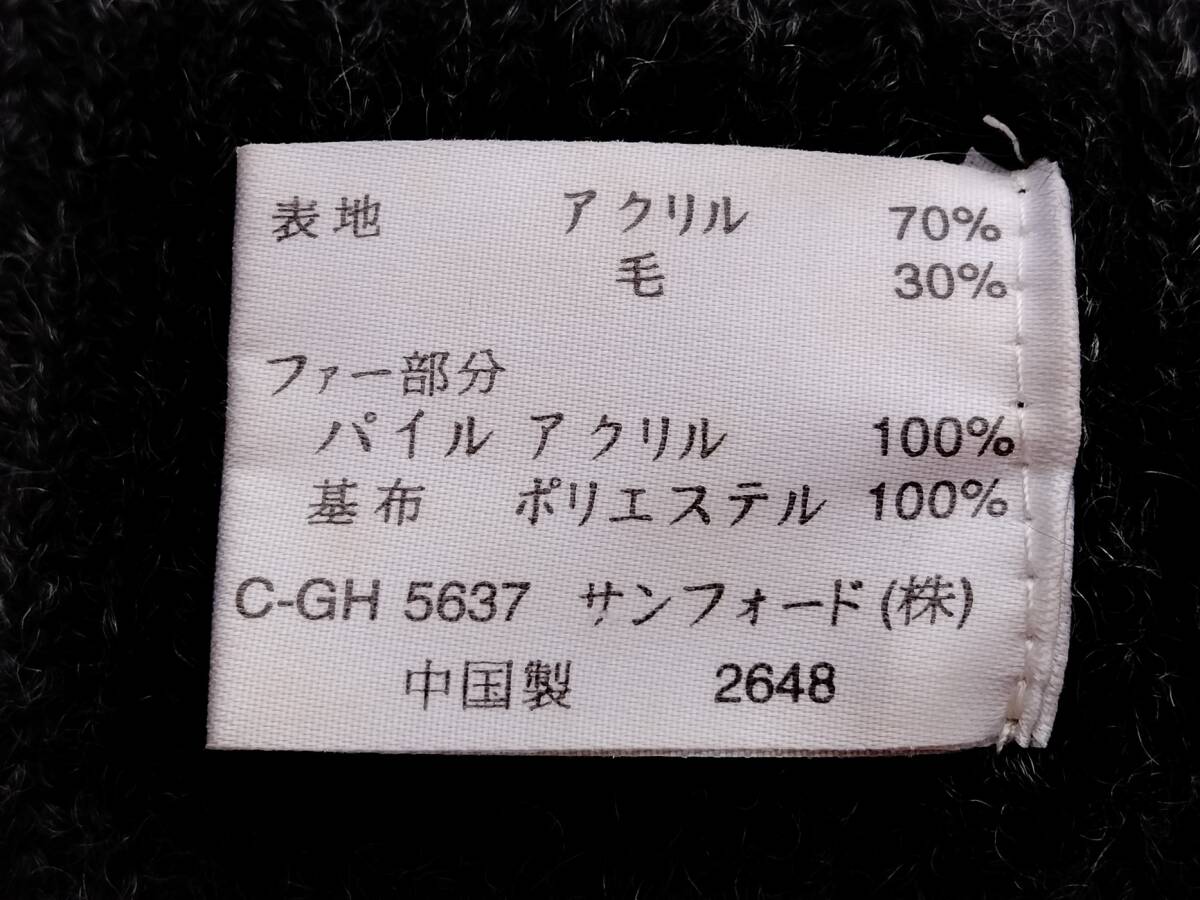 表地 アクリル 70%
毛 30%
ファー部分
パイル アクリル 100%
基布 ポリエステル 100%
C-GH 5637 サンフォード(株)
中国製 2648